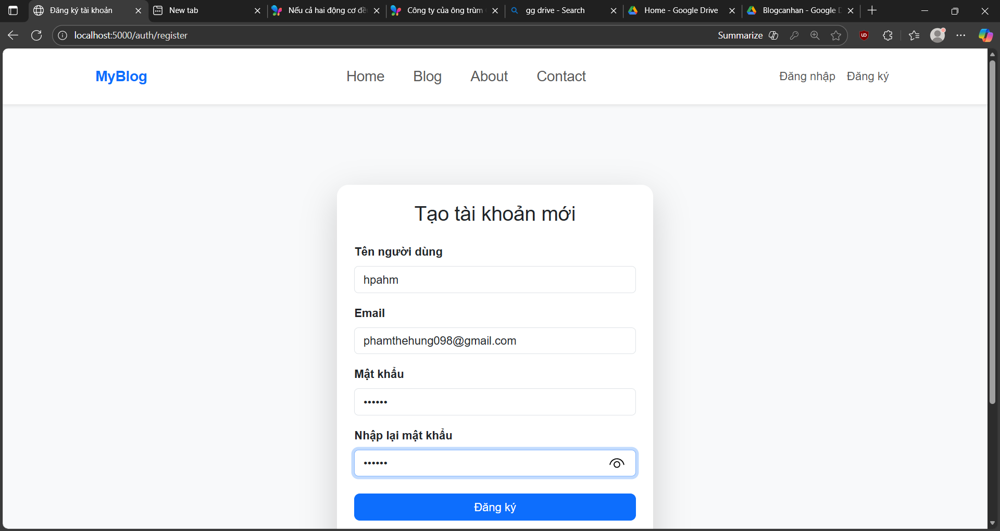 Đăng ký tài khoản
New tab
Nếu cả hai động cơ đề
Công ty của ông trùm
gg drive - Search
Home - Google Drive
Blogcanhan - Google D
localhost:5000/auth/register
Summarize
MyBlog
Home
Blog
About
Contact
Đăng nhập
Đăng ký
Tạo tài khoản mới
Tên người dùng
hpahm
Email
phamthehung098@gmail.com
Mật khẩu
••••••
Nhập lại mật khẩu
••••••
Đăng ký